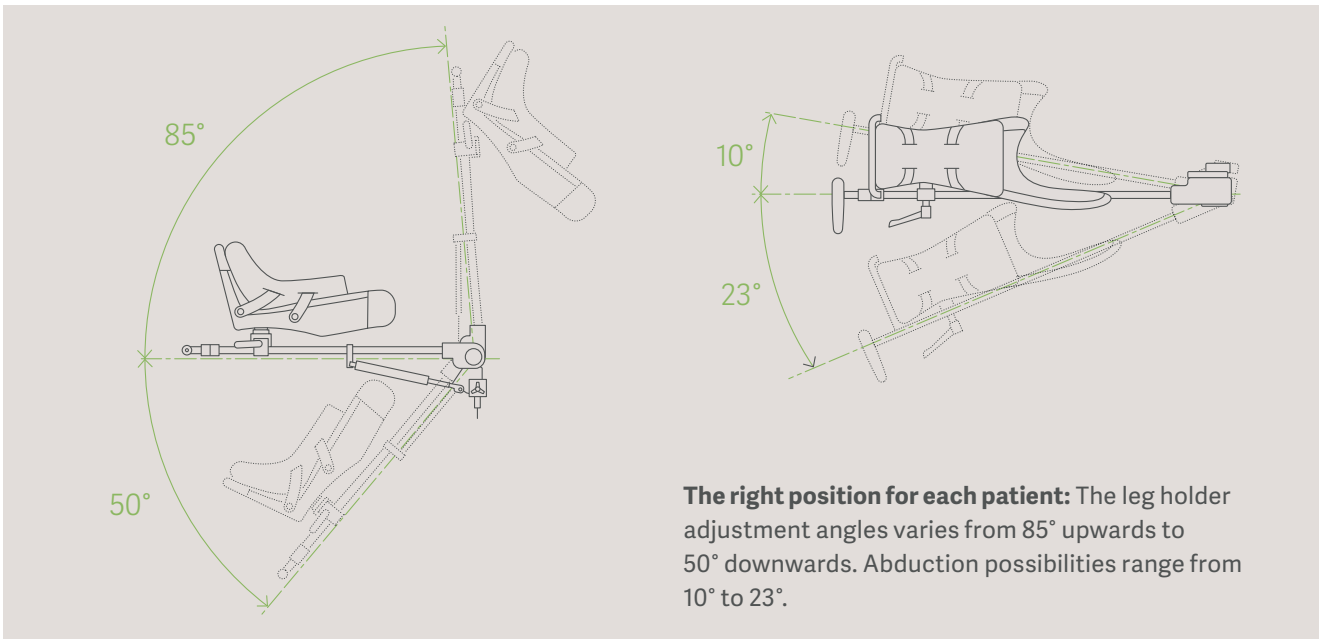 85°
50°
10°
23°
The right position for each patient: The leg holder
adjustment angles varies from 85° upwards to
50° downwards. Abduction possibilities range from
10° to 23°.